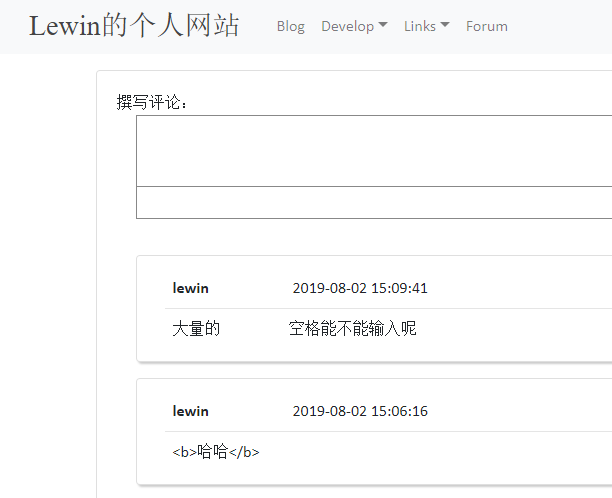 Lewin的个人网站 Blog Develop Links Forum
撰写评论：
lewin 2019-08-02 15:09:41
大量的 空格能不能输入呢
lewin 2019-08-02 15:06:16
<b>哈哈</b>